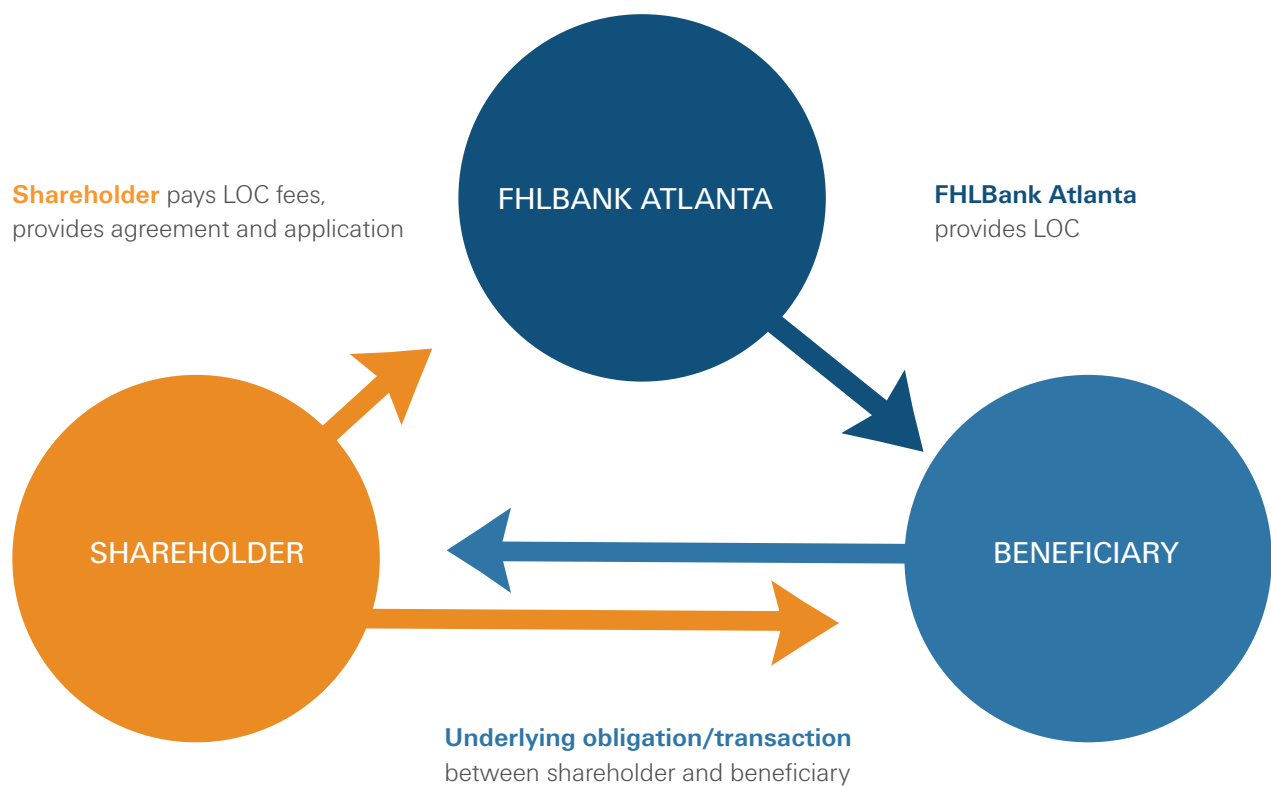 FHLBANK ATLANTA
Shareholder pays LOC fees,
provides agreement and application
FHLBank Atlanta
provides LOC
SHAREHOLDER
BENEFICIARY
Underlying obligation/transaction
between shareholder and beneficiary